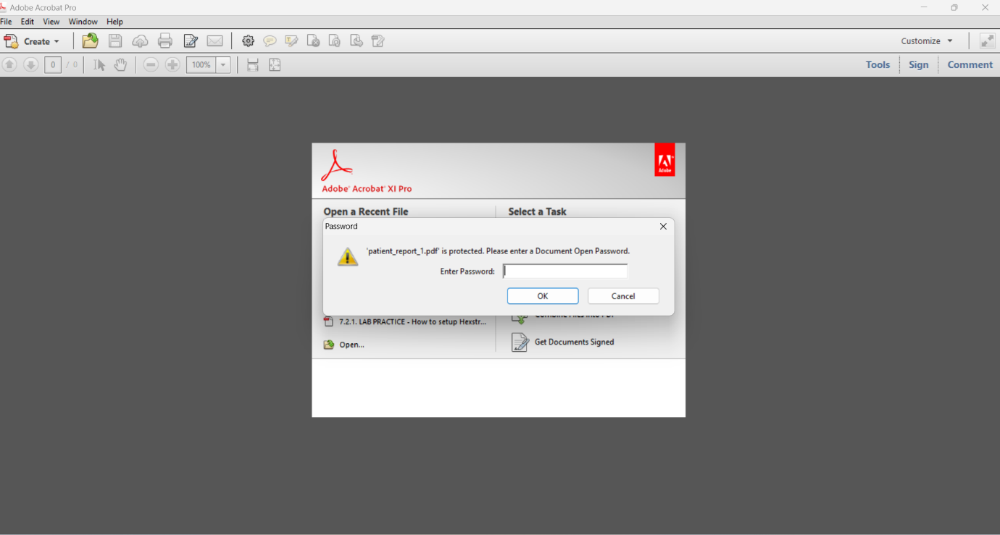 Adobe Acrobat Pro
File Edit View Window Help
Create Customize
0 / 0 100% Tools Sign Comment
Adobe
Adobe® Acrobat® XI Pro
Open a Recent File Select a Task
Password
'patient_report_1.pdf' is protected. Please enter a Document Open Password.
Enter Password:
OK Cancel
7.2.1. LAB PRACTICE - How to setup Hexstr...
Open... Get Documents Signed